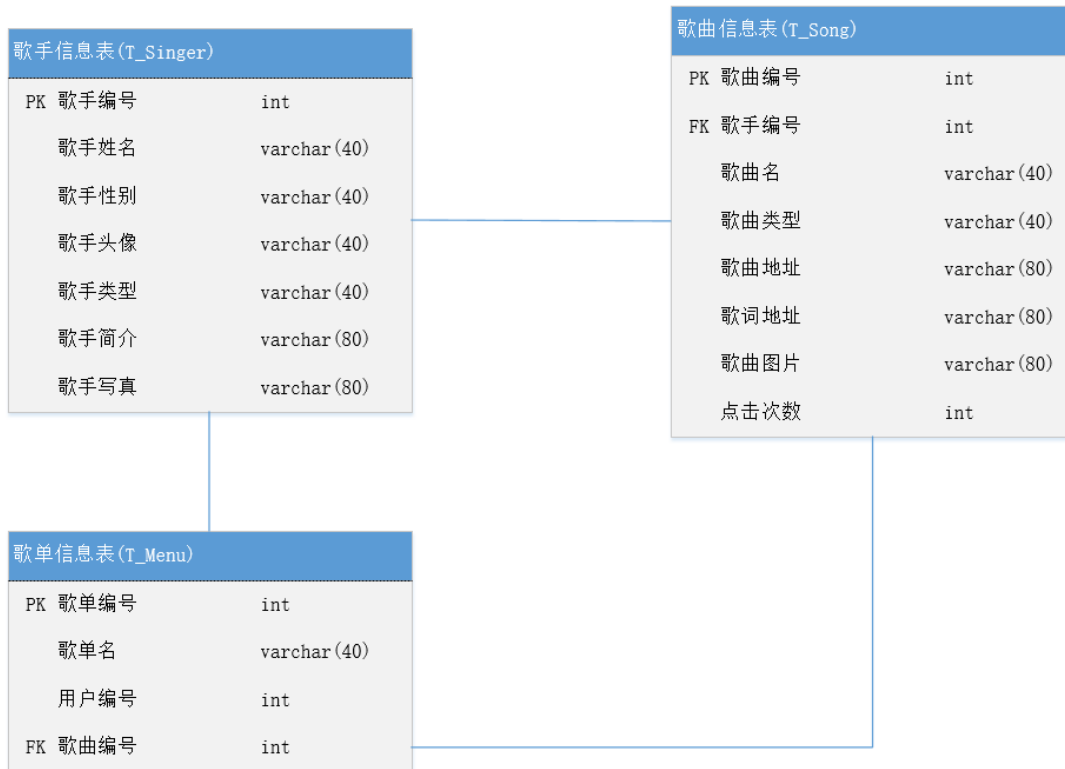 歌手信息表(T_Singer)
PK 歌手编号 int
歌手姓名 varchar(40)
歌手性别 varchar(40)
歌手头像 varchar(40)
歌手类型 varchar(40)
歌手简介 varchar(80)
歌手写真 varchar(80)
歌曲信息表(T_Song)
PK 歌曲编号 int
FK 歌手编号 int
歌曲名 varchar(40)
歌曲类型 varchar(40)
歌曲地址 varchar(80)
歌词地址 varchar(80)
歌曲图片 varchar(80)
点击次数 int
歌单信息表(T_Menu)
PK 歌单编号 int
歌单名 varchar(40)
用户编号 int
FK 歌曲编号 int